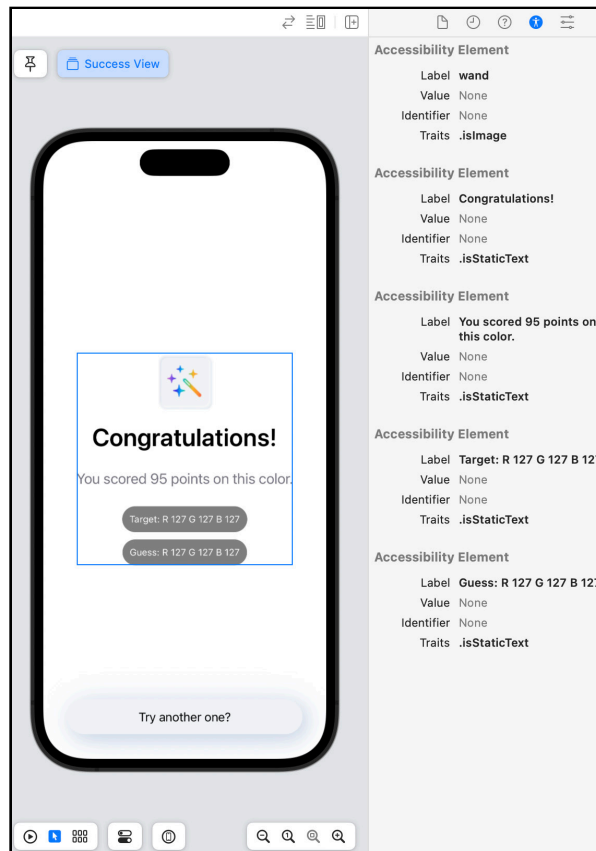 Success View
Congratulations!
You scored 95 points on this color.
Target: R 127 G 127 B 127
Guess: R 127 G 127 B 127
Try another one?
Accessibility Element
Label wand
Value None
Identifier None
Traits .isImage
Accessibility Element
Label Congratulations!
Value None
Identifier None
Traits .isStaticText
Accessibility Element
Label You scored 95 points on
this color.
Value None
Identifier None
Traits .isStaticText
Accessibility Element
Label Target: R 127 G 127 B 127
Value None
Identifier None
Traits .isStaticText
Accessibility Element
Label Guess: R 127 G 127 B 127
Value None
Identifier None
Traits .isStaticText